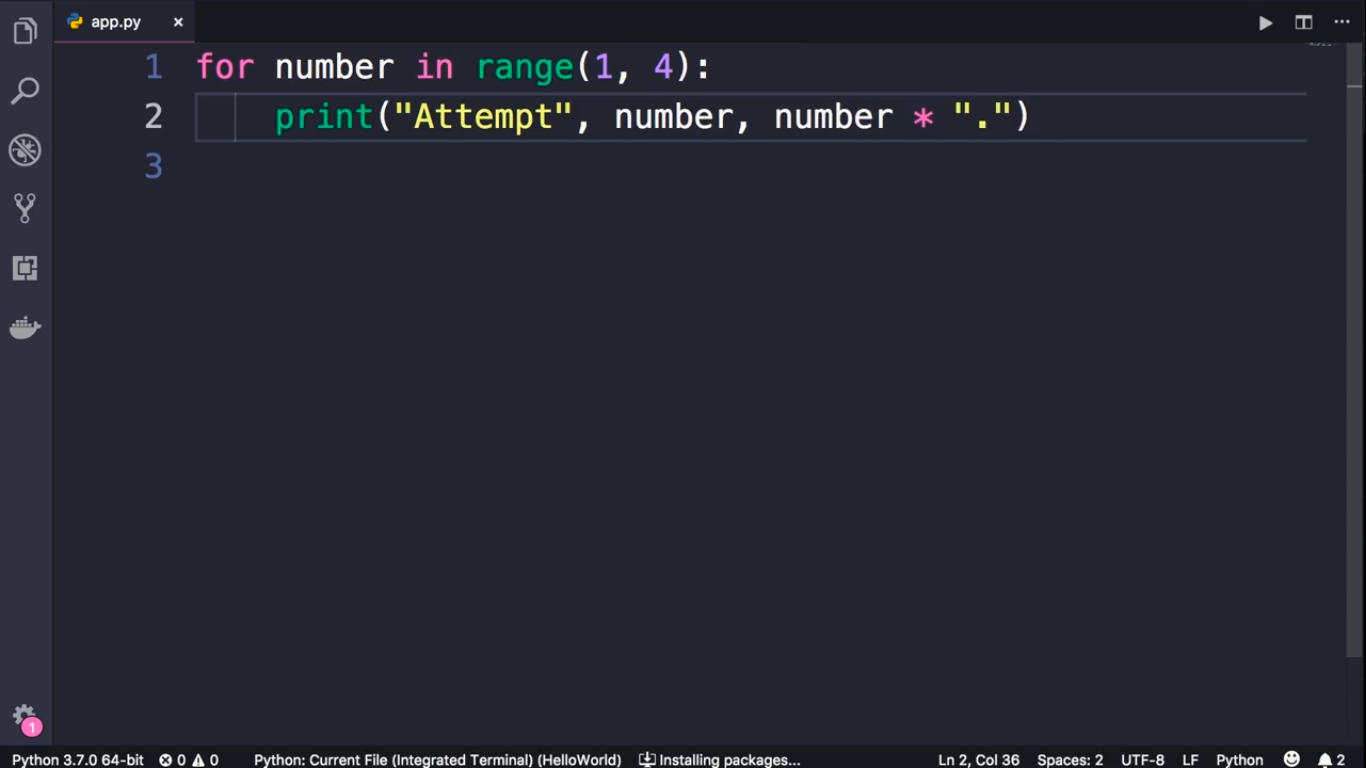 app.py
1 for number in range(1, 4):
2     print("Attempt", number, number * ".")
3
1
Python 3.7.0 64-bit 0 0 Python: Current File (Integrated Terminal) (HelloWorld) Installing packages... Ln 2, Col 36 Spaces: 2 UTF-8 LF Python 2